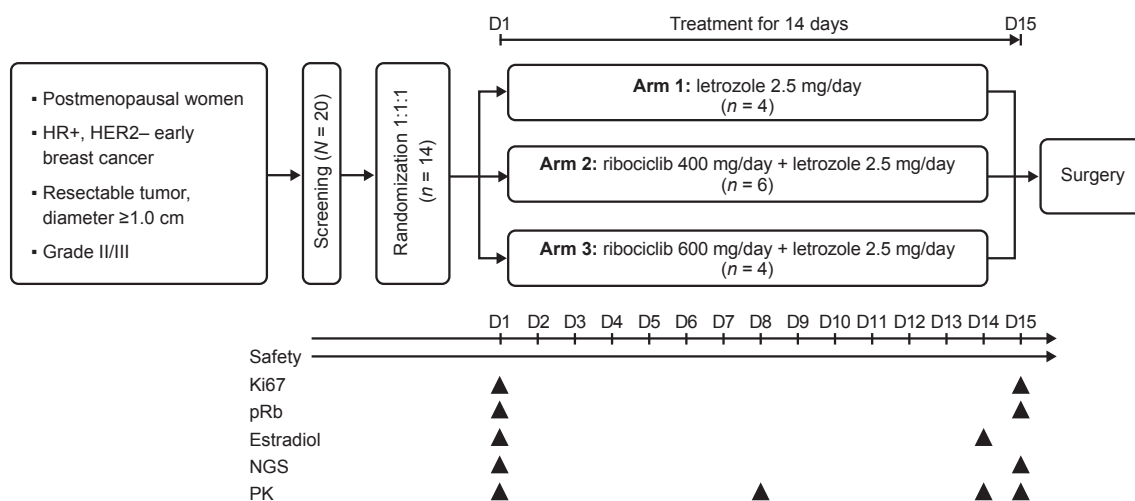 D1 Treatment for 14 days D15
▪ Postmenopausal women
▪ HR+, HER2– early
breast cancer
▪ Resectable tumor,
diameter ≥1.0 cm
▪ Grade II/III
Screening (N = 20)
Randomization 1:1:1
(n = 14)
Arm 1: letrozole 2.5 mg/day
(n = 4)
Arm 2: ribociclib 400 mg/day + letrozole 2.5 mg/day
(n = 6)
Arm 3: ribociclib 600 mg/day + letrozole 2.5 mg/day
(n = 4)
Surgery
D1 D2 D3 D4 D5 D6 D7 D8 D9 D10 D11 D12 D13 D14 D15
Safety
Ki67
pRb
Estradiol
NGS
PK